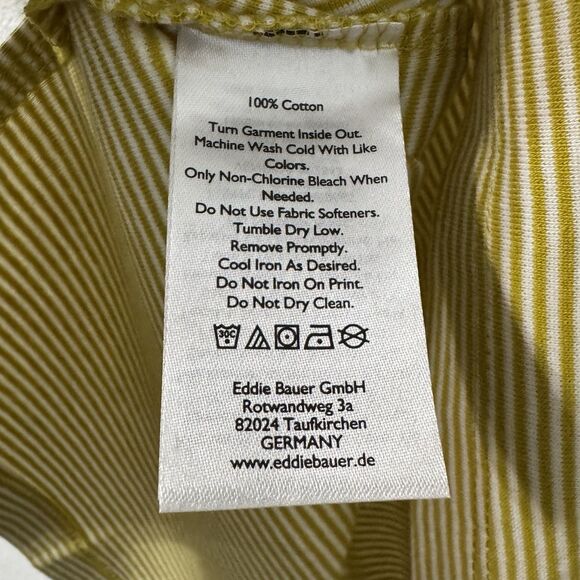 100% Cotton
Turn Garment Inside Out.
Machine Wash Cold With Like
Colors.
Only Non-Chlorine Bleach When
Needed.
Do Not Use Fabric Softeners.
Tumble Dry Low.
Remove Promptly.
Cool Iron As Desired.
Do Not Iron On Print.
Do Not Dry Clean.
30C
Eddie Bauer GmbH
Rotwandweg 3a
82024 Taufkirchen
GERMANY
www.eddiebauer.de